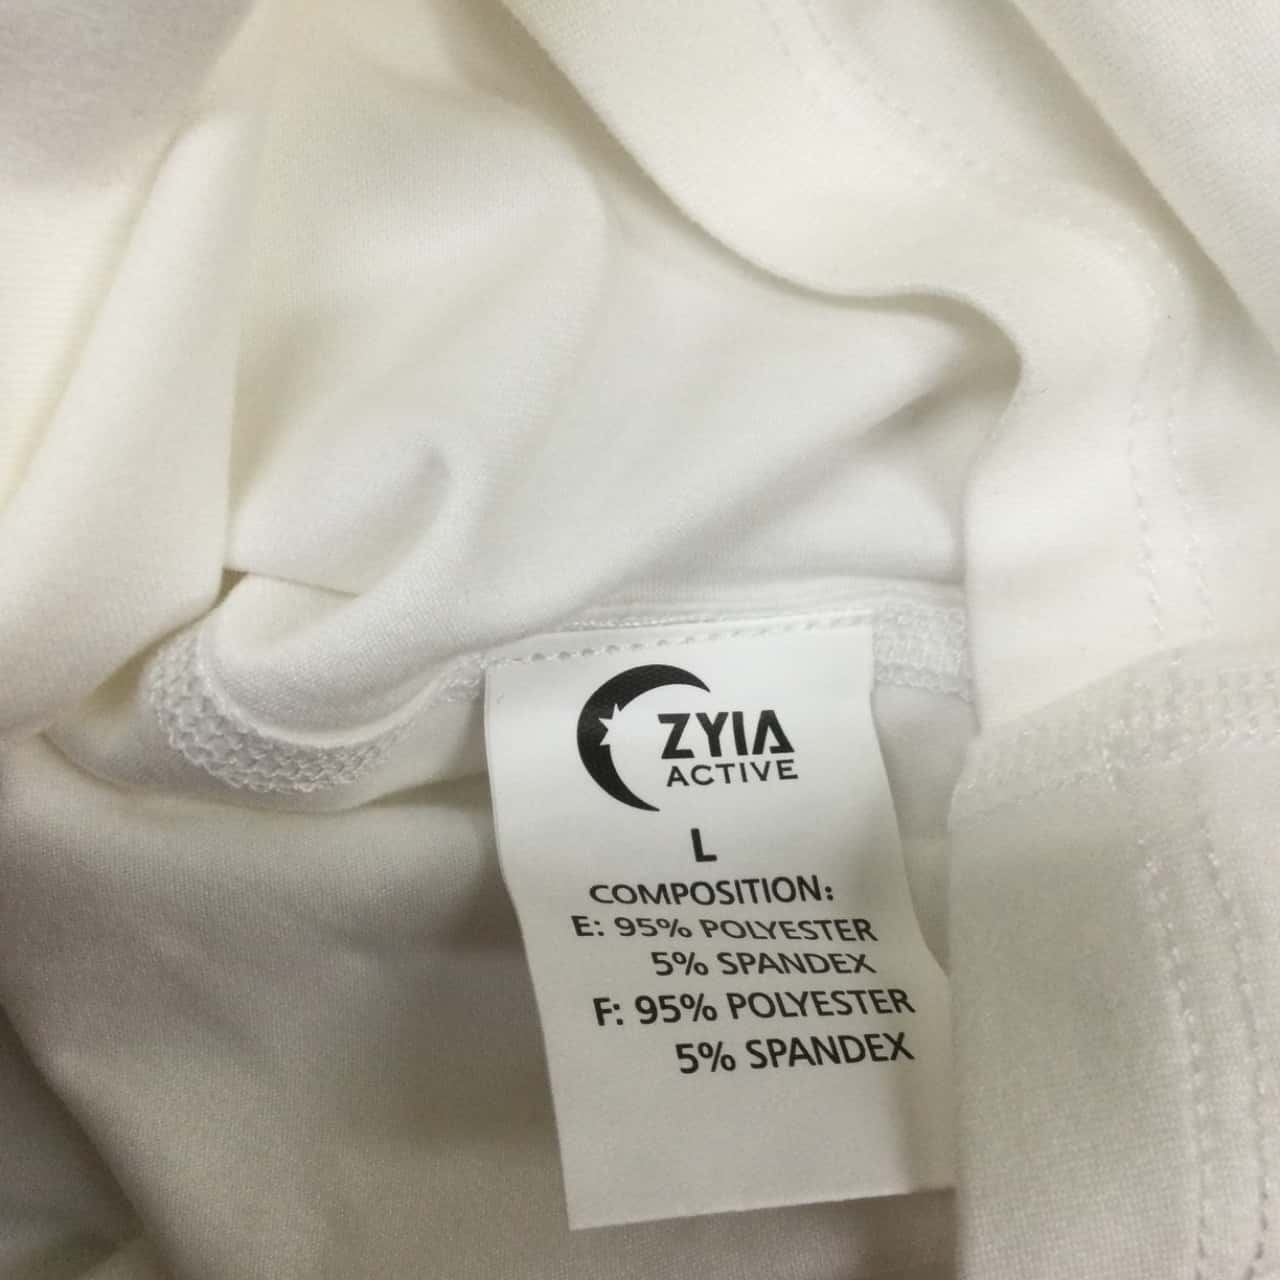 ZYIA
ACTIVE
L
COMPOSITION:
E: 95% POLYESTER
5% SPANDEX
F: 95% POLYESTER
5% SPANDEX